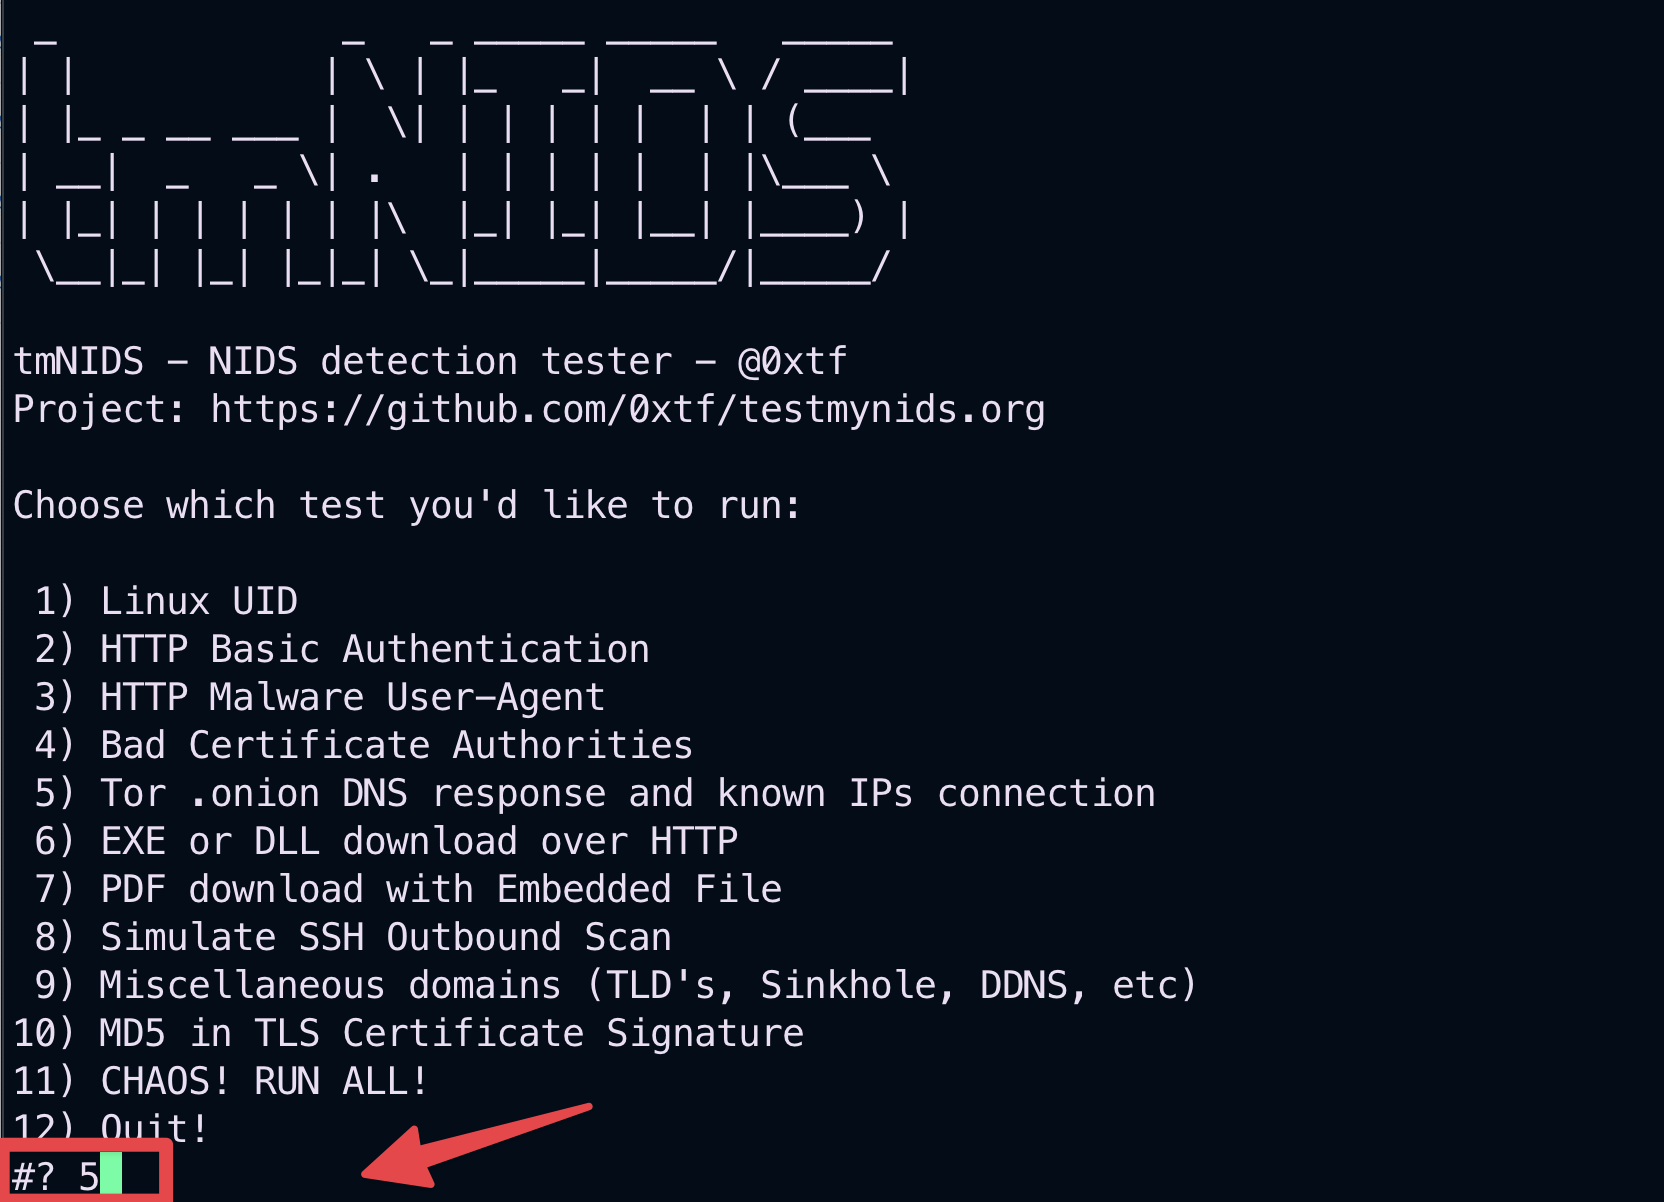 tmNIDS
tmNIDS - NIDS detection tester - @0xtf
Project: https://github.com/0xtf/testmynids.org
Choose which test you'd like to run:
1) Linux UID
2) HTTP Basic Authentication
3) HTTP Malware User-Agent
4) Bad Certificate Authorities
5) Tor .onion DNS response and known IPs connection
6) EXE or DLL download over HTTP
7) PDF download with Embedded File
8) Simulate SSH Outbound Scan
9) Miscellaneous domains (TLD's, Sinkhole, DDNS, etc)
10) MD5 in TLS Certificate Signature
11) CHAOS! RUN ALL!
12) Quit!
#? 5